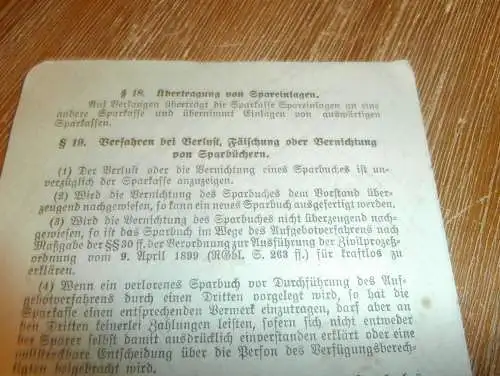 § 18. Übertragung von Spareinlagen.
Auf Verlangen überträgt die Sparkasse Spareinlagen an eine
andere Sparkasse und übernimmt Einlagen von auswärtigen
Sparkassen.
§ 19. Verfahren bei Verlust, Fälschung oder Vernichtung
von Sparbüchern.
(1) Der Verlust oder die Vernichtung eines Sparbuches ist un-
verzüglich der Sparkasse anzuzeigen.
(2) Wird die Vernichtung des Sparbuches dem Vorstand über-
zeugend nachgewiesen, so kann ein neues Sparbuch ausgefertigt werden.
(3) Wird die Vernichtung des Sparbuches nicht überzeugend nach-
gewiesen, so ist das Sparbuch im Wege des Aufgebotverfahrens nach
Maßgabe der §§ 30 ff. der Verordnung zur Ausführung der Zivilprozeß-
ordnung vom 9. April 1899 (RGbl. S. 263 ff.) für kraftlos zu
erklären.
(4) Wenn ein verlorenes Sparbuch vor Durchführung des Auf-
gebotverfahrens durch einen Dritten vorgelegt wird, so hat die
Sparkasse einen entsprechenden Vermerk einzutragen, darf aber an
den Dritten keinerlei Zahlungen leisten, sofern sich nicht entweder
der Sparer selbst damit ausdrücklich einverstanden erklärt oder eine
vollstreckbare Entscheidung über die Person des Verfügungsberech-
tigten beigebracht wird.